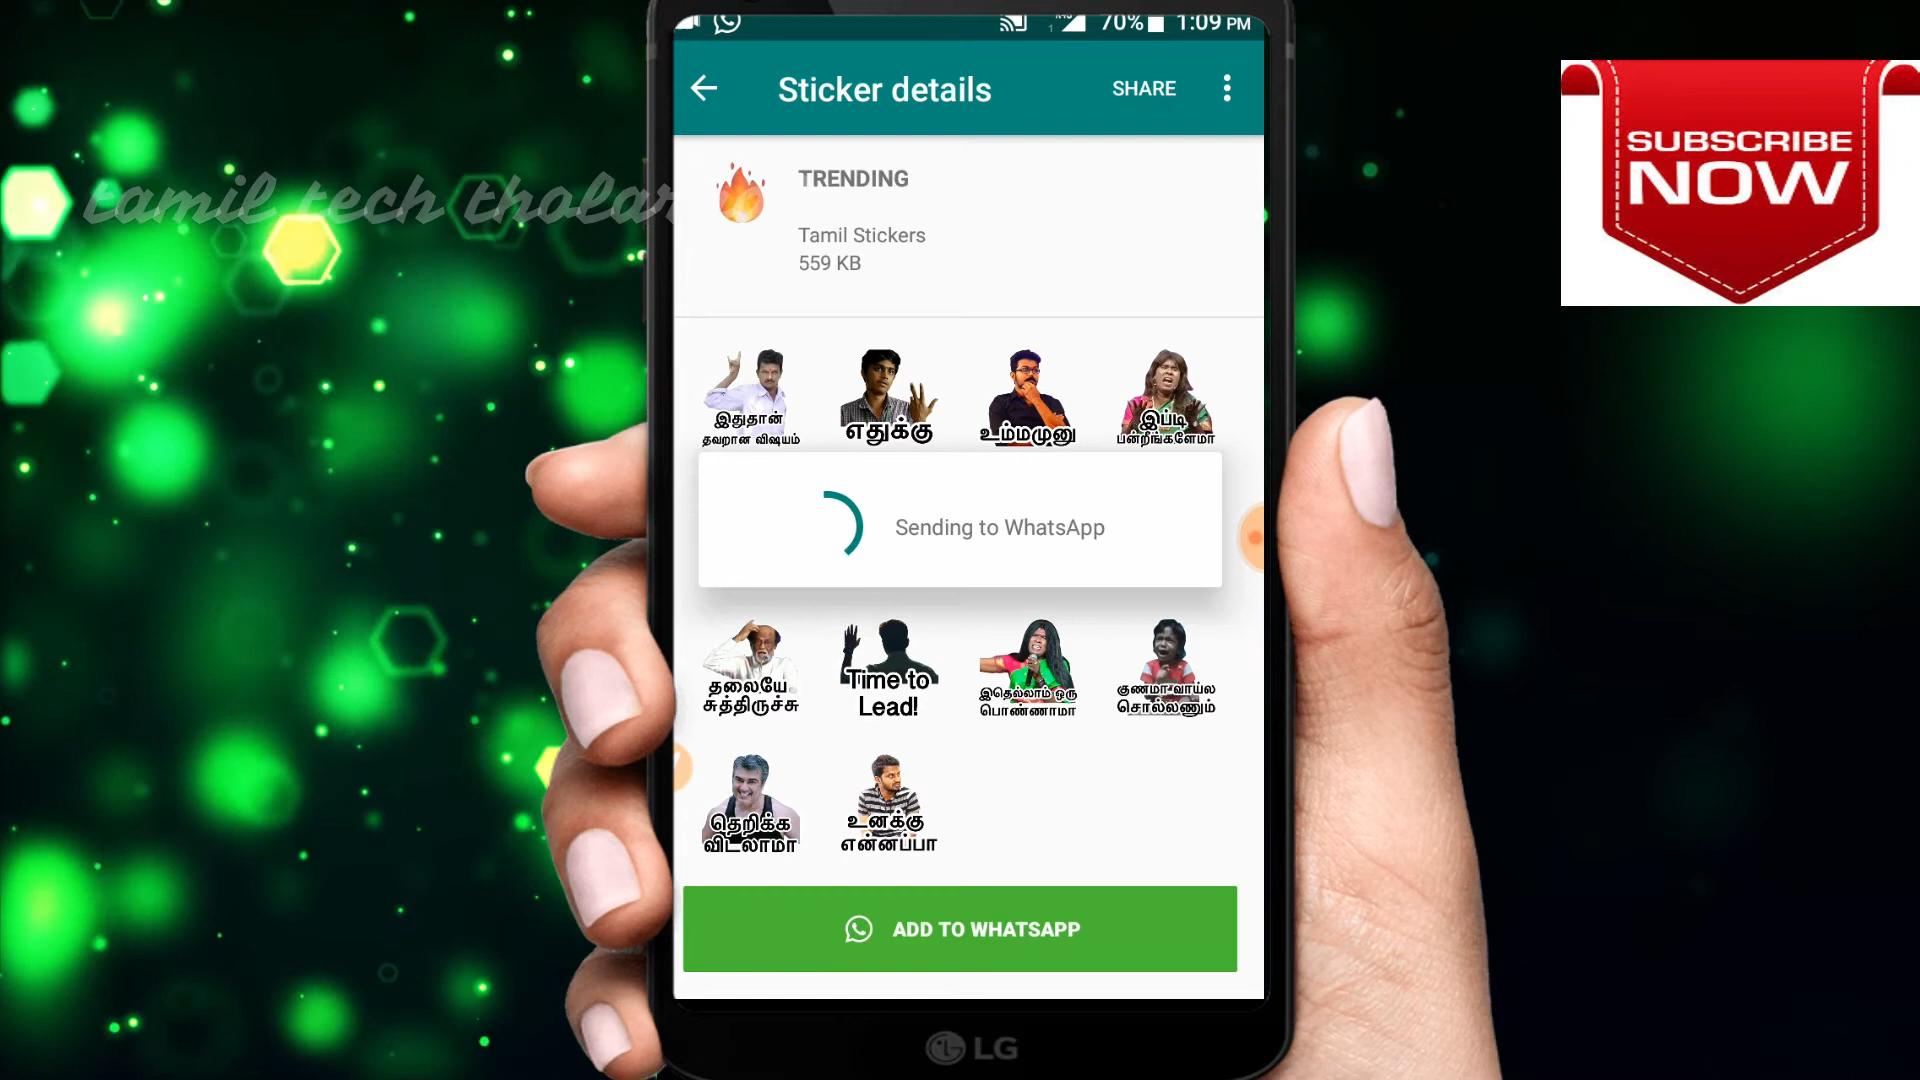 70% 1:09 PM
Sticker details SHARE
TRENDING
Tamil Stickers
559 KB
tamil tech tholar
SUBSCRIBE
NOW
இதுதான்
தவறான விஷயம்
எதுக்கு
உம்மமுனு
இப்டி
பன்றீங்களேமா
Sending to WhatsApp
தலையே
சுத்திருச்சு
Time to
Lead!
இதெல்லாம் ஒரு
பொண்ணாமா
குணமா வாய்ல
சொல்லணும்
தெறிக்க
விடலாமா
உனக்கு
என்னப்பா
ADD TO WHATSAPP
LG